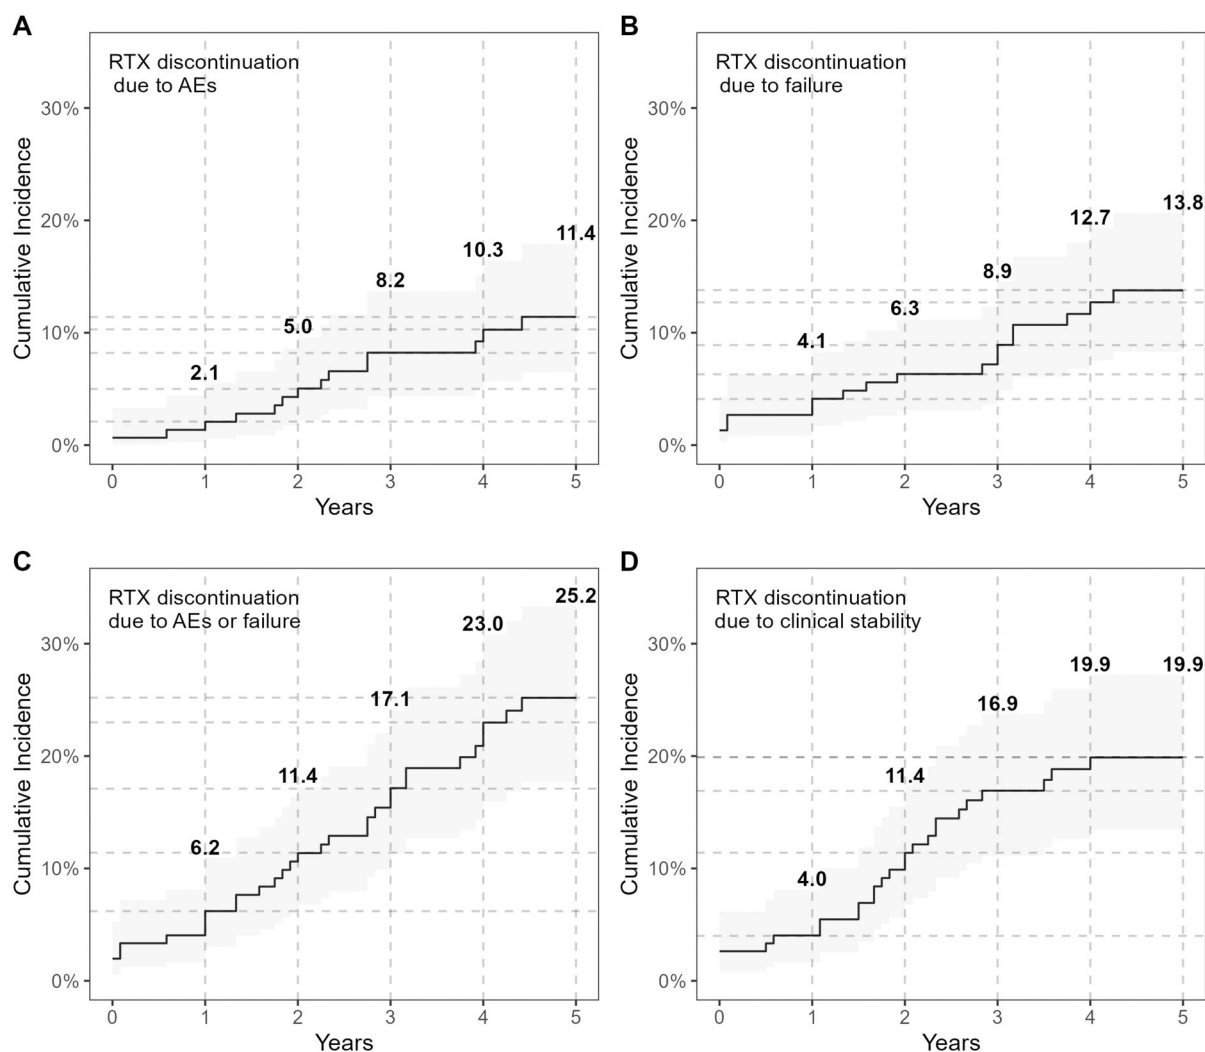 A
RTX discontinuation
due to AEs
Cumulative Incidence
30%
20%
10%
0%
2.1
5.0
8.2
10.3
11.4
0 1 2 3 4 5
Years
B
RTX discontinuation
due to failure
Cumulative Incidence
30%
20%
10%
0%
4.1
6.3
8.9
12.7
13.8
0 1 2 3 4 5
Years
C
RTX discontinuation
due to AEs or failure
Cumulative Incidence
30%
20%
10%
0%
6.2
11.4
17.1
23.0
25.2
0 1 2 3 4 5
Years
D
RTX discontinuation
due to clinical stability
Cumulative Incidence
30%
20%
10%
0%
4.0
11.4
16.9
19.9
19.9
0 1 2 3 4 5
Years